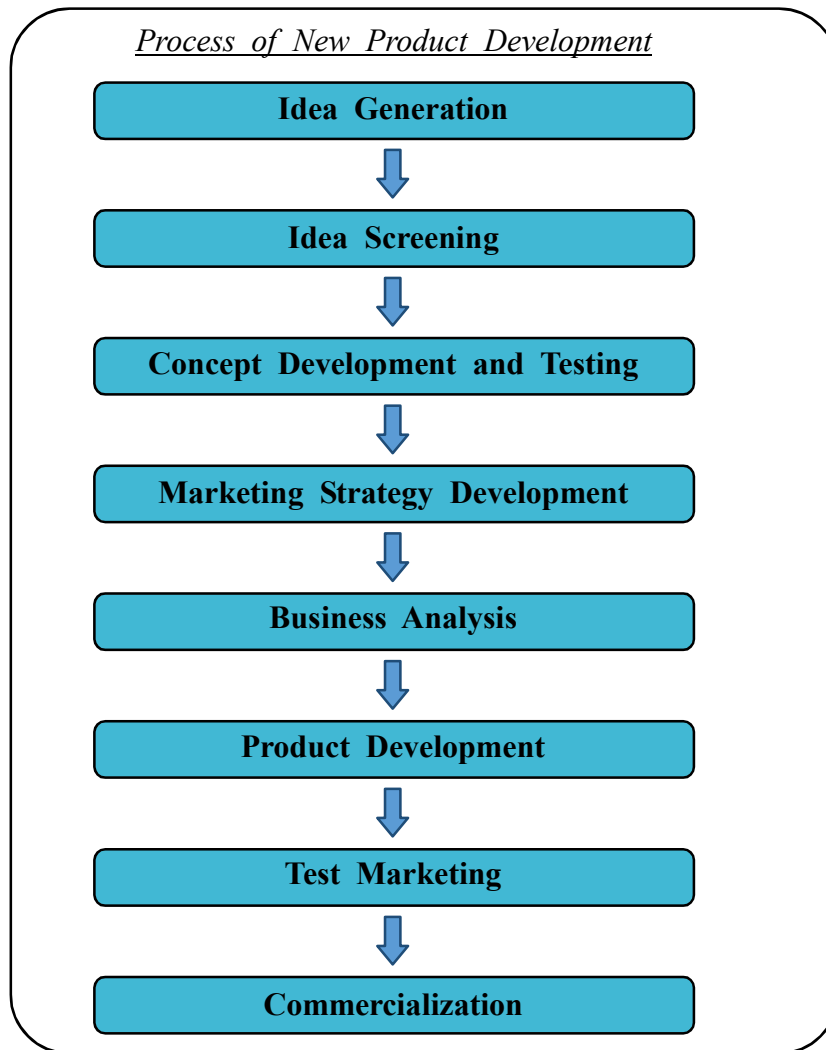 Process of New Product Development
Idea Generation
Idea Screening
Concept Development and Testing
Marketing Strategy Development
Business Analysis
Product Development
Test Marketing
Commercialization